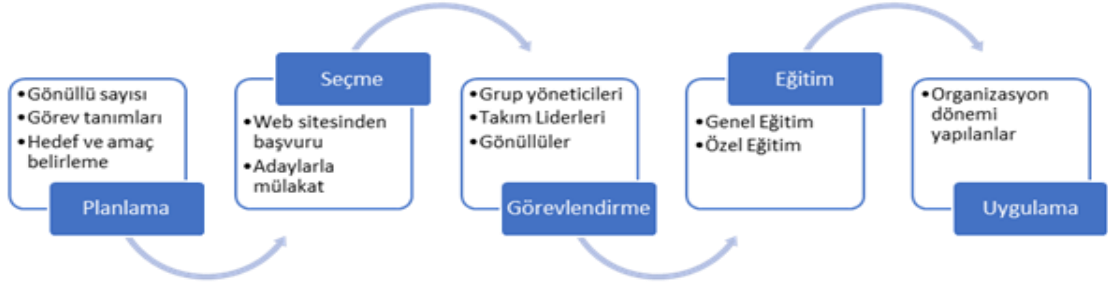 •Gönüllü sayısı
•Görev tanımları
•Hedef ve amaç
belirleme
Planlama
Seçme
•Web sitesinden
başvuru
•Adaylarla
mülakat
•Grup yöneticileri
•Takım Liderleri
•Gönüllüler
Görevlendirme
Eğitim
•Genel Eğitim
•Özel Eğitim
•Organizasyon
dönemi
yapılanlar
Uygulama